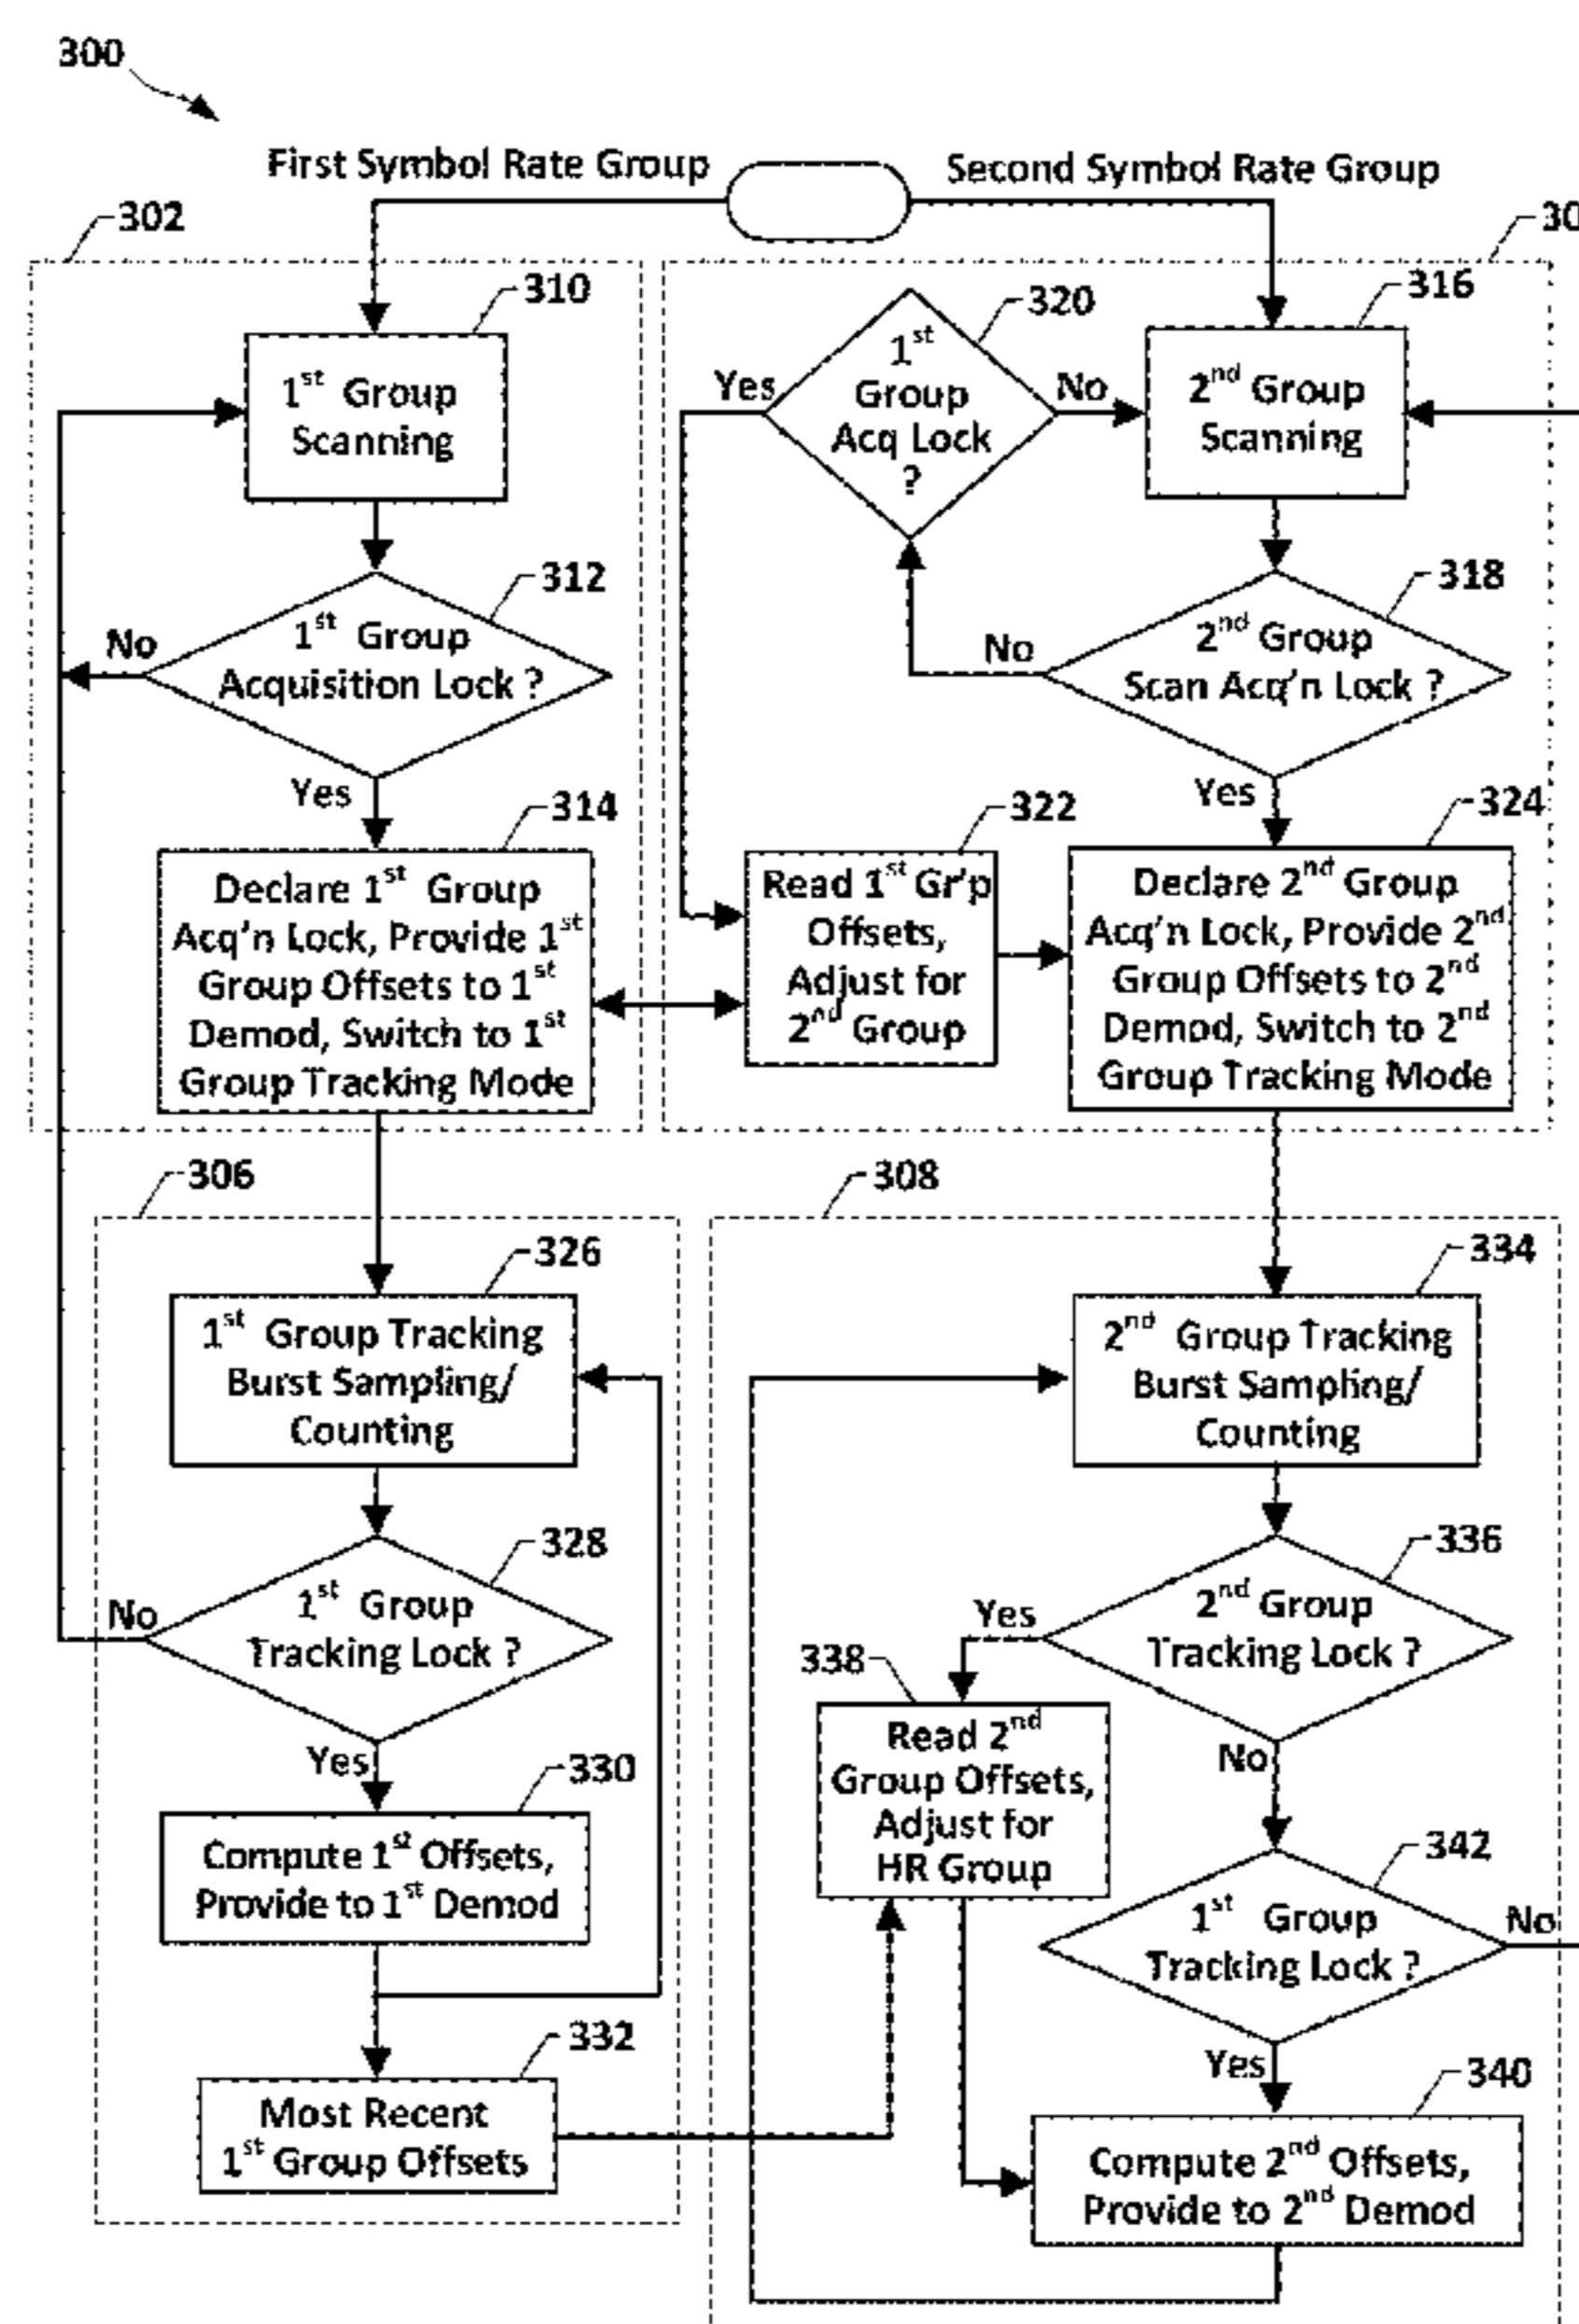 300
First Symbol Rate Group
Second Symbol Rate Group
302
30
310
1st Group
Scanning
320
1st
Group
Acq Lock
?
Yes
No
316
2nd Group
Scanning
312
1st Group
Acquisition Lock ?
No
Yes
318
2nd Group
Scan Acq'n Lock ?
No
Yes
314
Declare 1st Group
Acq'n Lock, Provide 1st
Group Offsets to 1st
Demod, Switch to 1st
Group Tracking Mode
322
Read 1st Gr'p
Offsets,
Adjust for
2nd Group
324
Declare 2nd Group
Acq'n Lock, Provide 2nd
Group Offsets to 2nd
Demod, Switch to 2nd
Group Tracking Mode
306
308
326
1st Group Tracking
Burst Sampling/
Counting
334
2nd Group Tracking
Burst Sampling/
Counting
328
1st Group
Tracking Lock ?
No
Yes
336
2nd Group
Tracking Lock ?
Yes
No
338
Read 2nd
Group Offsets,
Adjust for
HR Group
330
Compute 1st Offsets,
Provide to 1st Demod
342
1st Group
Tracking Lock ?
No
Yes
332
Most Recent
1st Group Offsets
340
Compute 2nd Offsets,
Provide to 2nd Demod